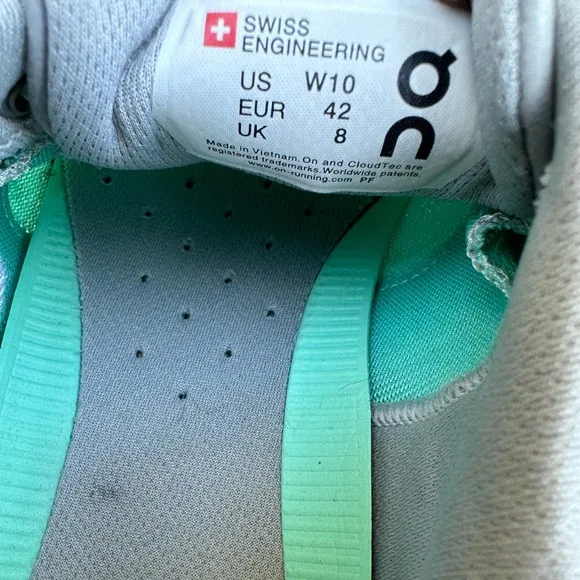 SWISS
ENGINEERING
US W10
EUR 42
UK 8
Made in Vietnam. On and CloudTec are
registered trademarks. Worldwide patents.
www.on-running.com PF
On